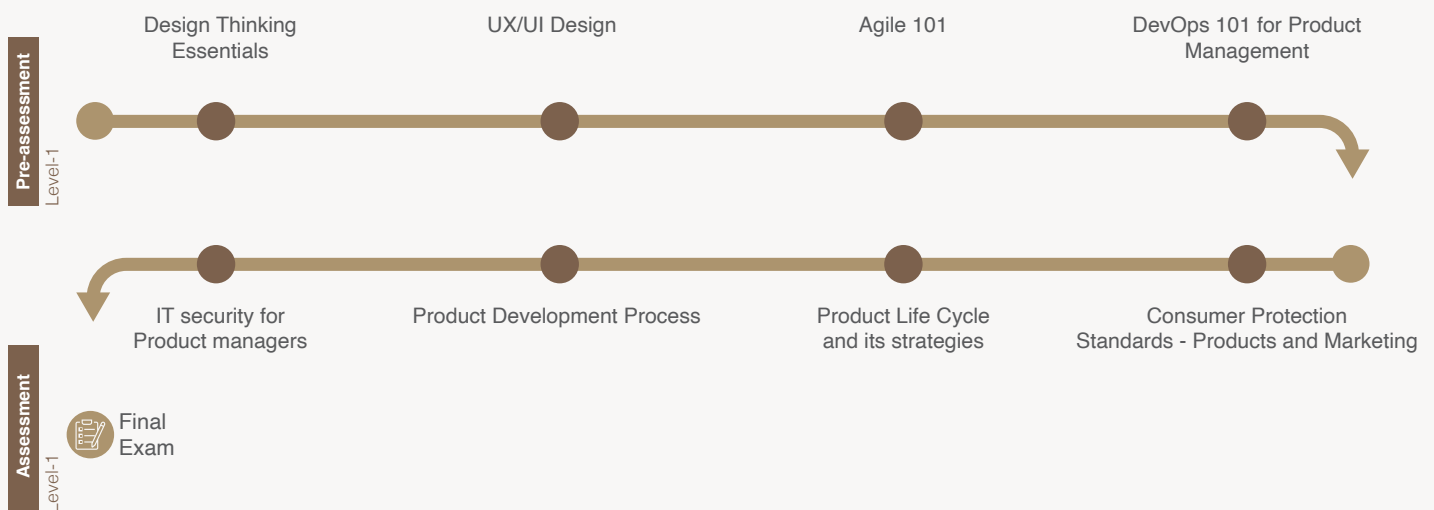 Pre-assessment
Level-1
Design Thinking
Essentials
UX/UI Design
Agile 101
DevOps 101 for Product
Management
IT security for
Product managers
Product Development Process
Product Life Cycle
and its strategies
Consumer Protection
Standards - Products and Marketing
Assessment
Level-1
Final
Exam